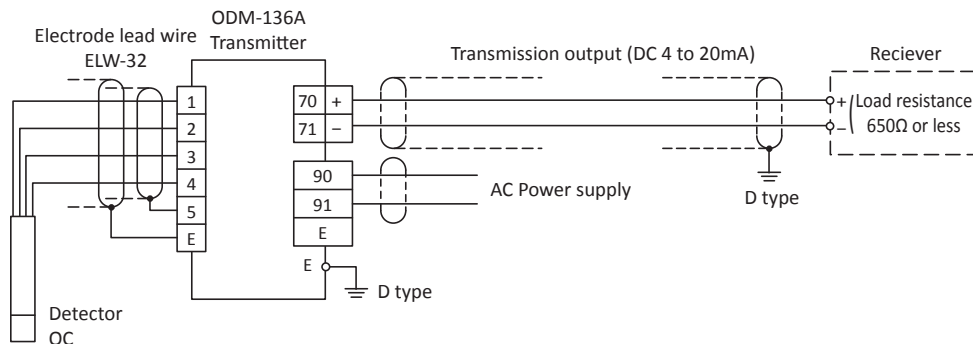 ODM-136A
Transmitter
Electrode lead wire
ELW-32
Transmission output (DC 4 to 20mA)
Reciever
1
2
3
4
5
E
70 +
71 −
90
91
E
E
AC Power supply
+
−
Load resistance
650Ω or less
D type
D type
Detector
OC